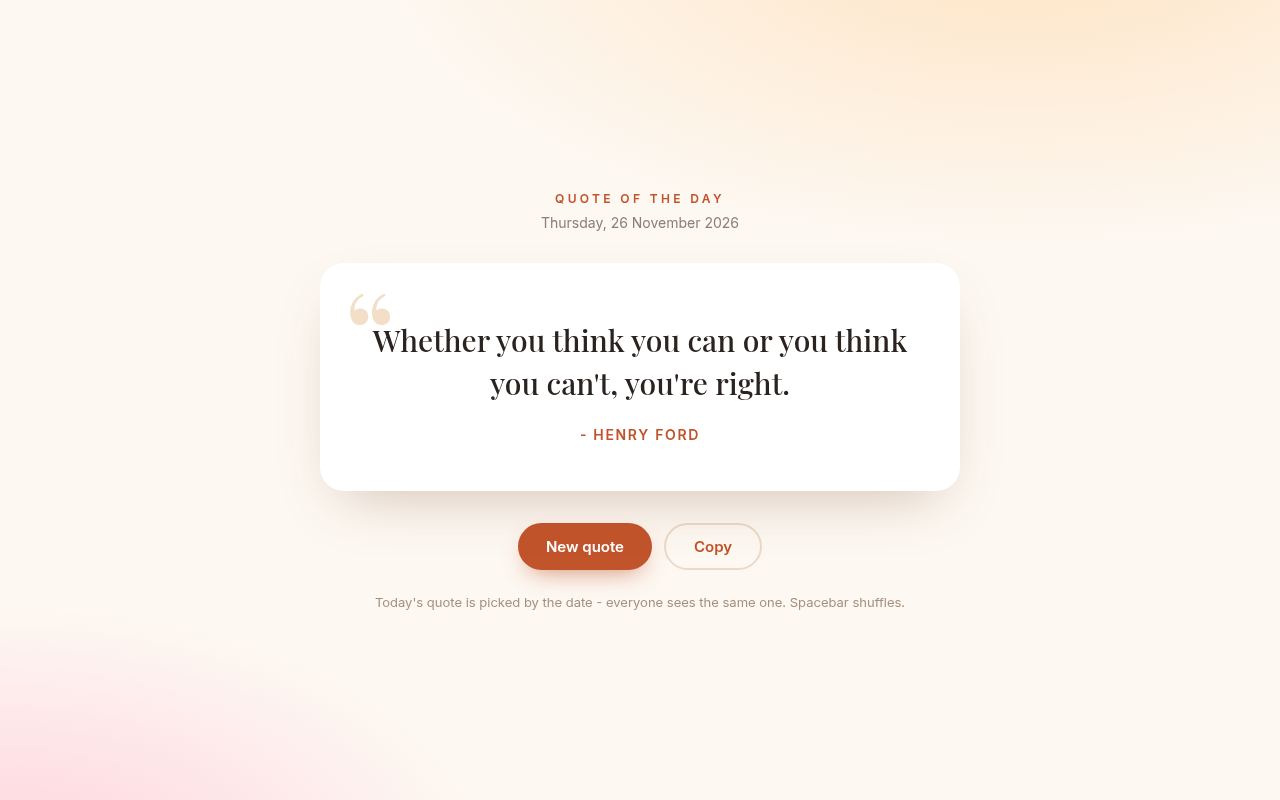 QUOTE OF THE DAY
Thursday, 26 November 2026
“
Whether you think you can or you think
you can't, you're right.
- HENRY FORD
New quote
Copy
Today's quote is picked by the date - everyone sees the same one. Spacebar shuffles.